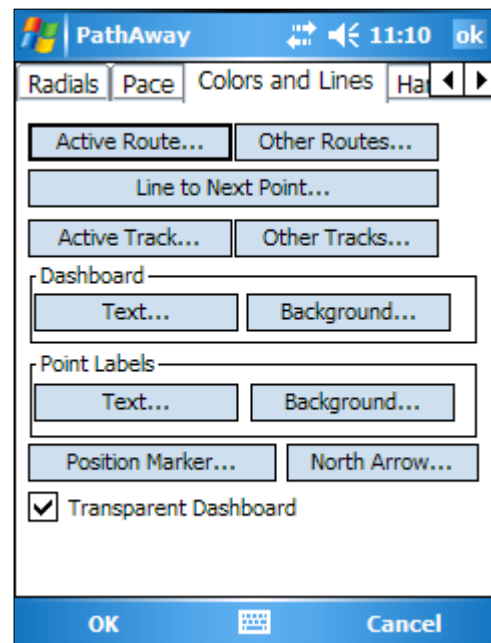 PathAway 11:10 ok
Radials Pace Colors and Lines Ha
Active Route... Other Routes...
Line to Next Point...
Active Track... Other Tracks...
Dashboard
Text... Background...
Point Labels
Text... Background...
Position Marker... North Arrow...
Transparent Dashboard
OK Cancel